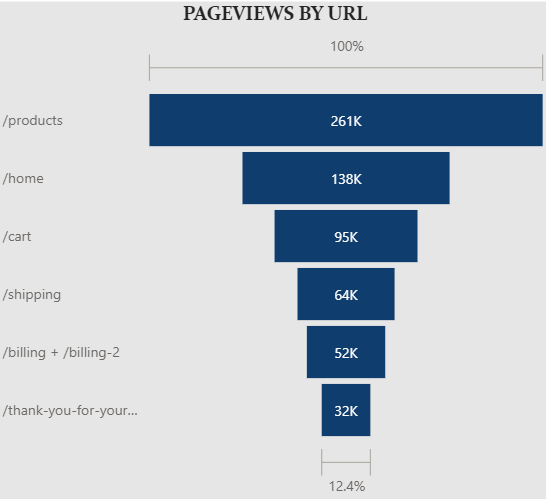 PAGEVIEWS BY URL
100%
/products 261K
/home 138K
/cart 95K
/shipping 64K
/billing + /billing-2 52K
/thank-you-for-your... 32K
12.4%